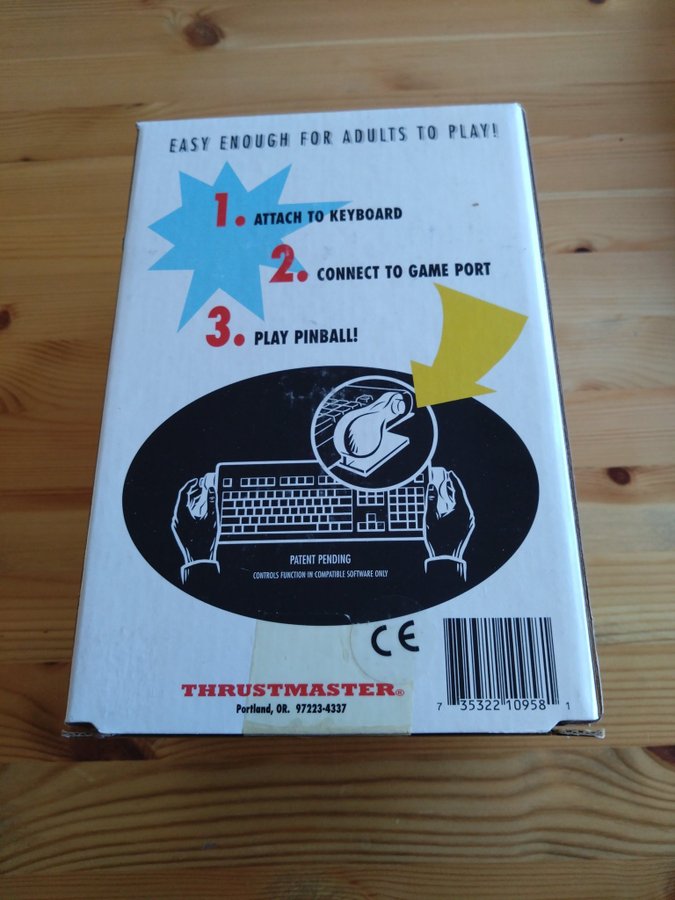 EASY ENOUGH FOR ADULTS TO PLAY!
1. ATTACH TO KEYBOARD
2. CONNECT TO GAME PORT
3. PLAY PINBALL!
PATENT PENDING
CONTROLS FUNCTION IN COMPATIBLE SOFTWARE ONLY
CE
THRUSTMASTER®
Portland, OR. 97223-4337
7 35322 10958 1